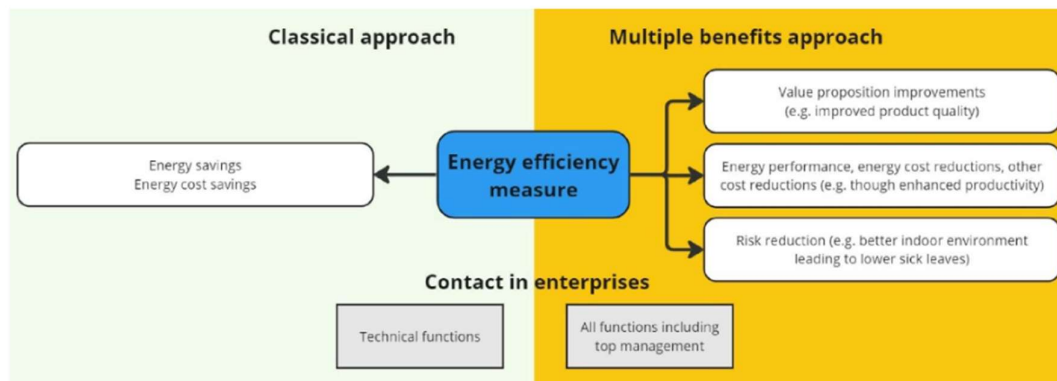 Classical approach
Multiple benefits approach
Energy savings
Energy cost savings
Energy efficiency
measure
Value proposition improvements
(e.g. improved product quality)
Energy performance, energy cost reductions, other
cost reductions (e.g. though enhanced productivity)
Risk reduction (e.g. better indoor environment
leading to lower sick leaves)
Contact in enterprises
Technical functions
All functions including
top management